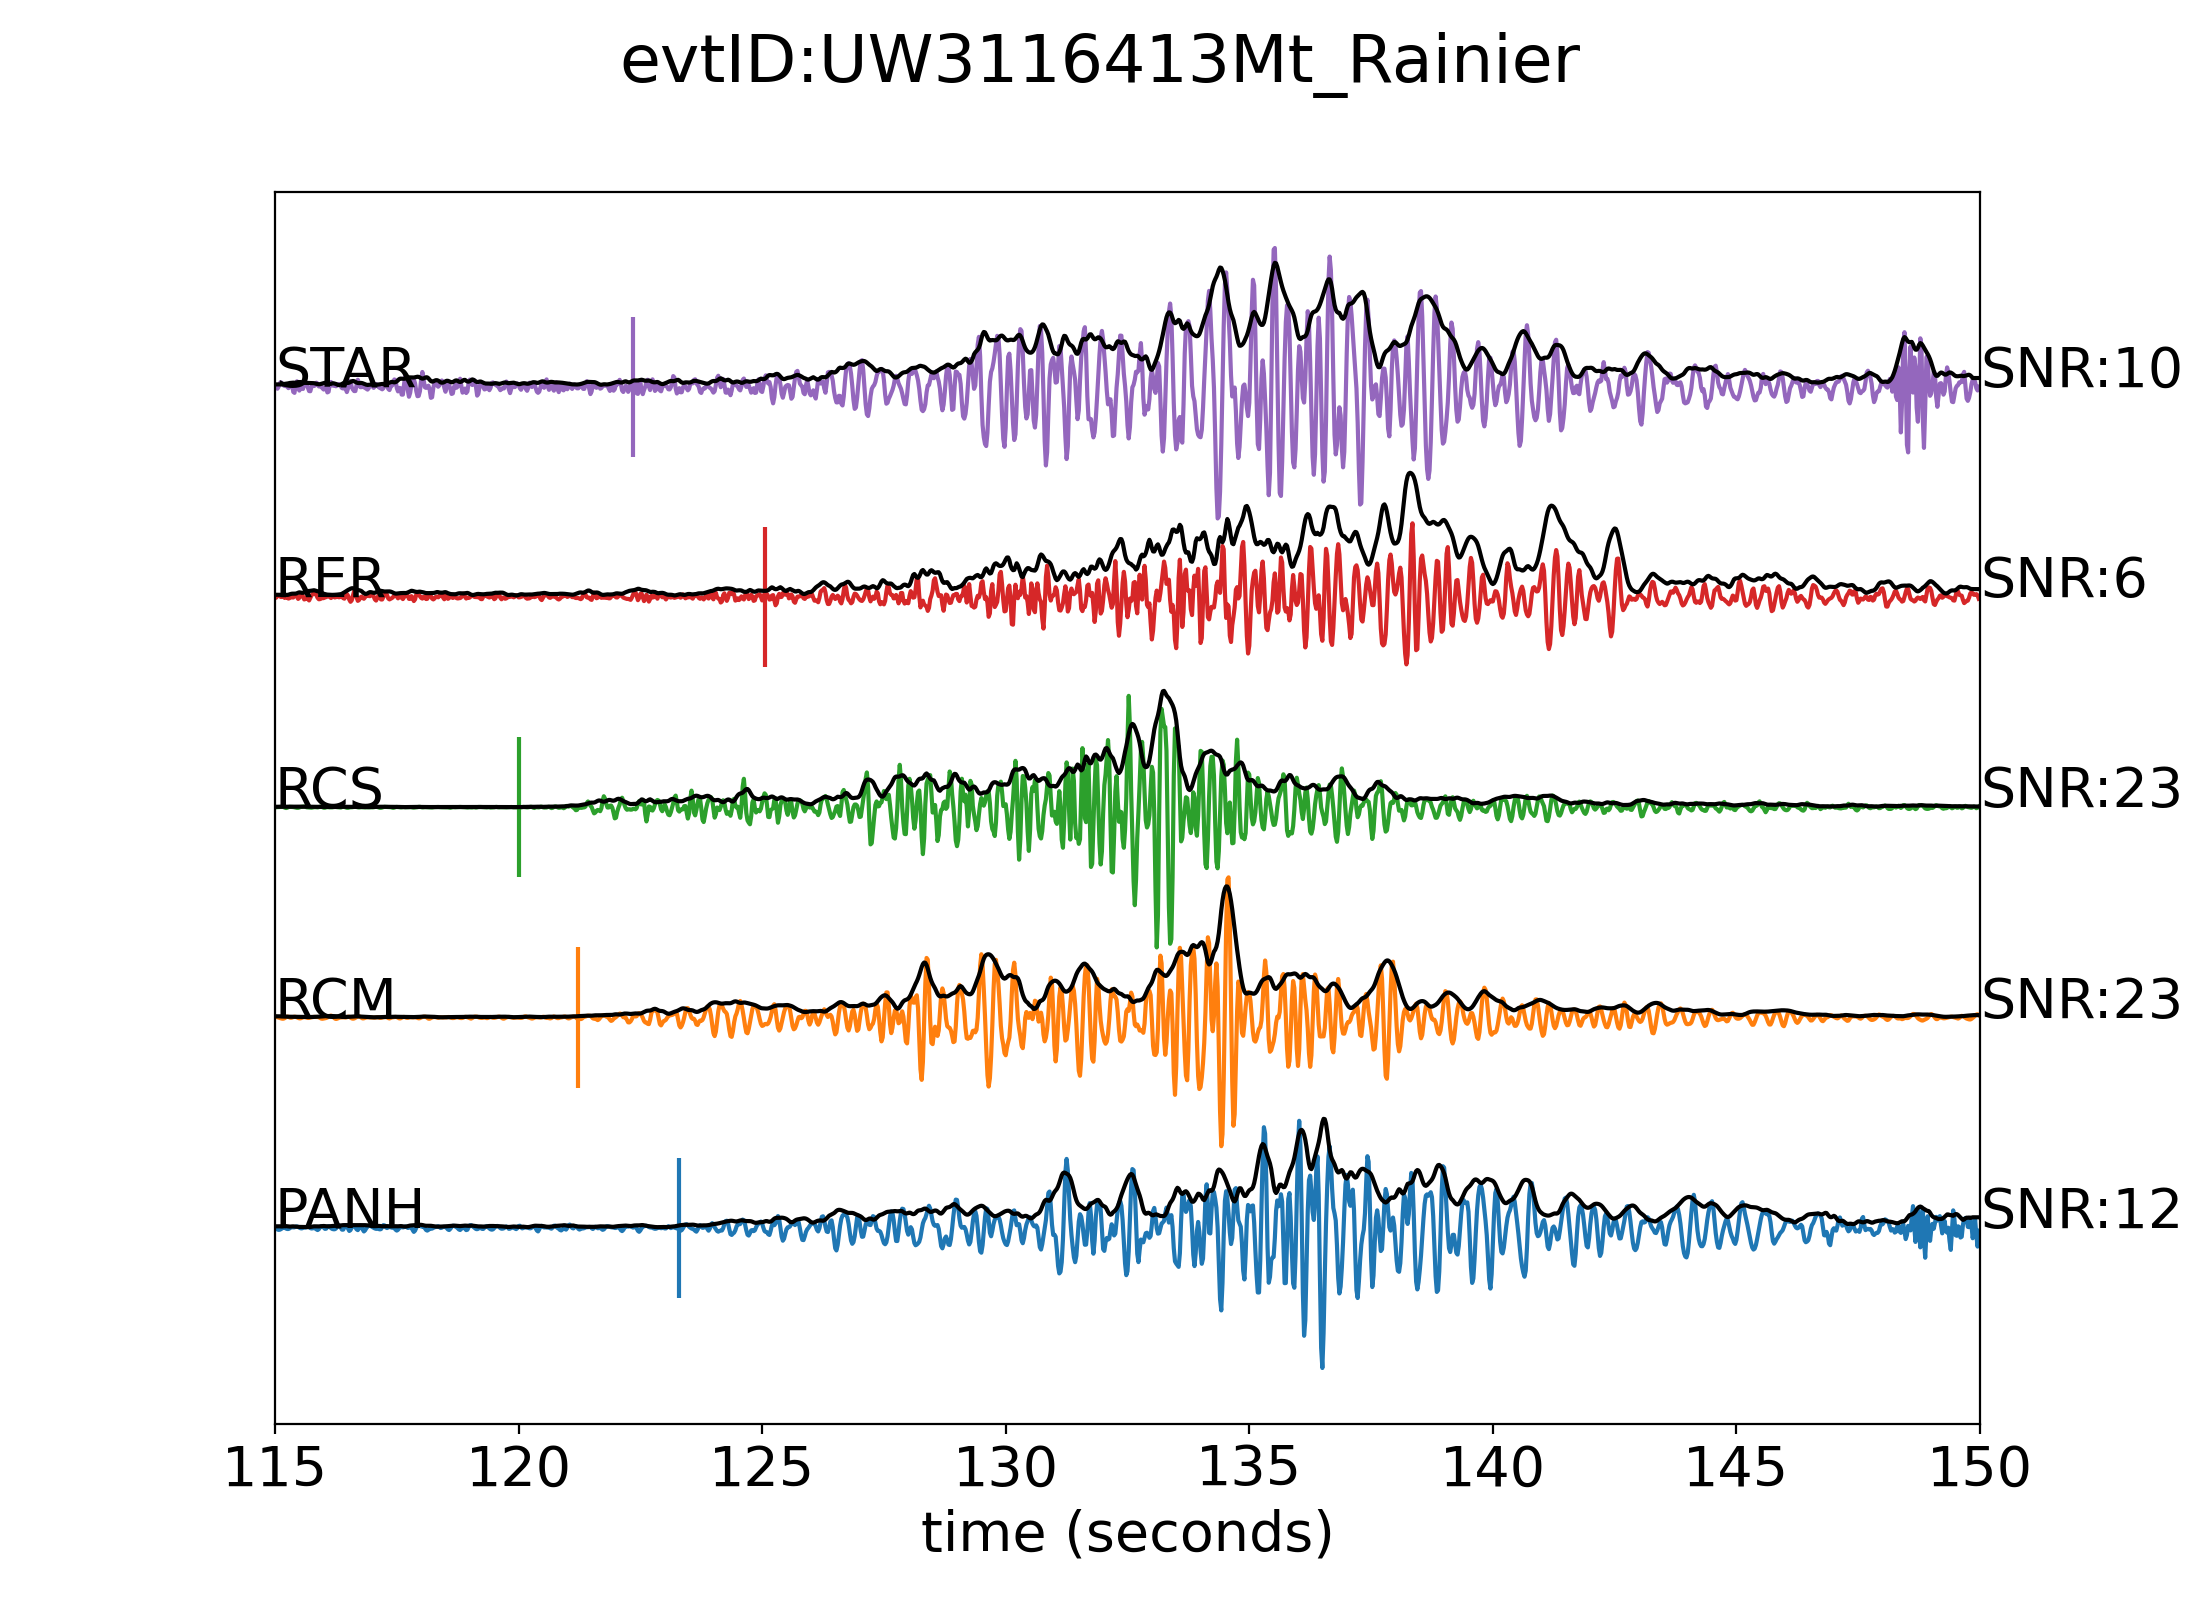 evtID:UW3116413Mt_Rainier
STAR SNR:10
RER SNR:6
RCS SNR:23
RCM SNR:23
PANH SNR:12
115 120 125 130 135 140 145 150
time (seconds)